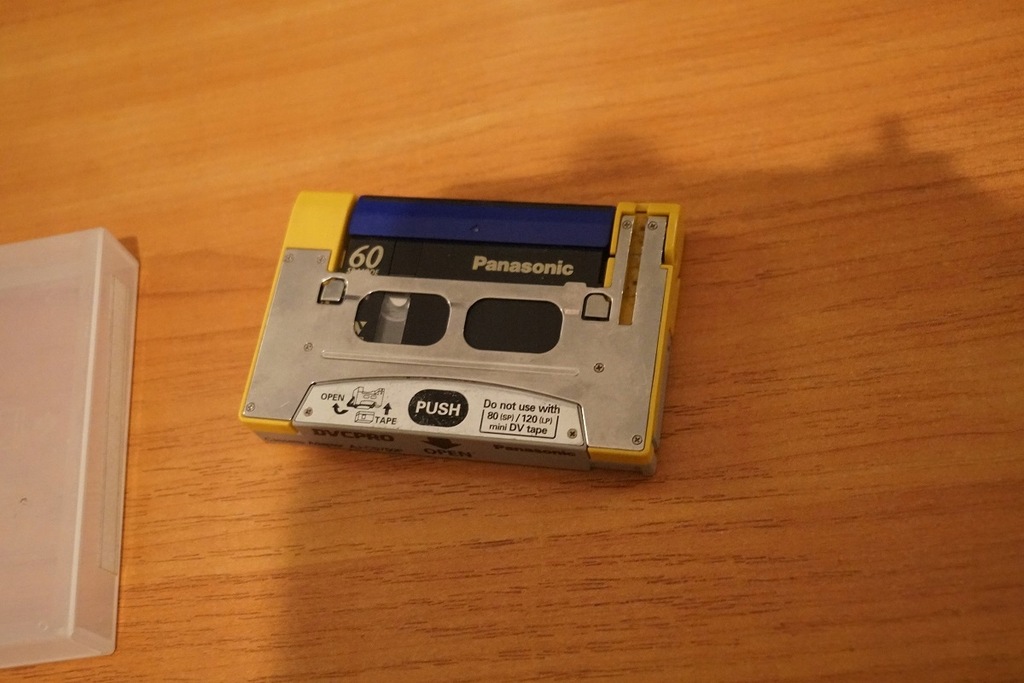 60
Panasonic
OPEN
TAPE
PUSH
Do not use with
80 (SP) / 120 (LP)
mini DV tape
DVCPRO
OPEN
Panasonic